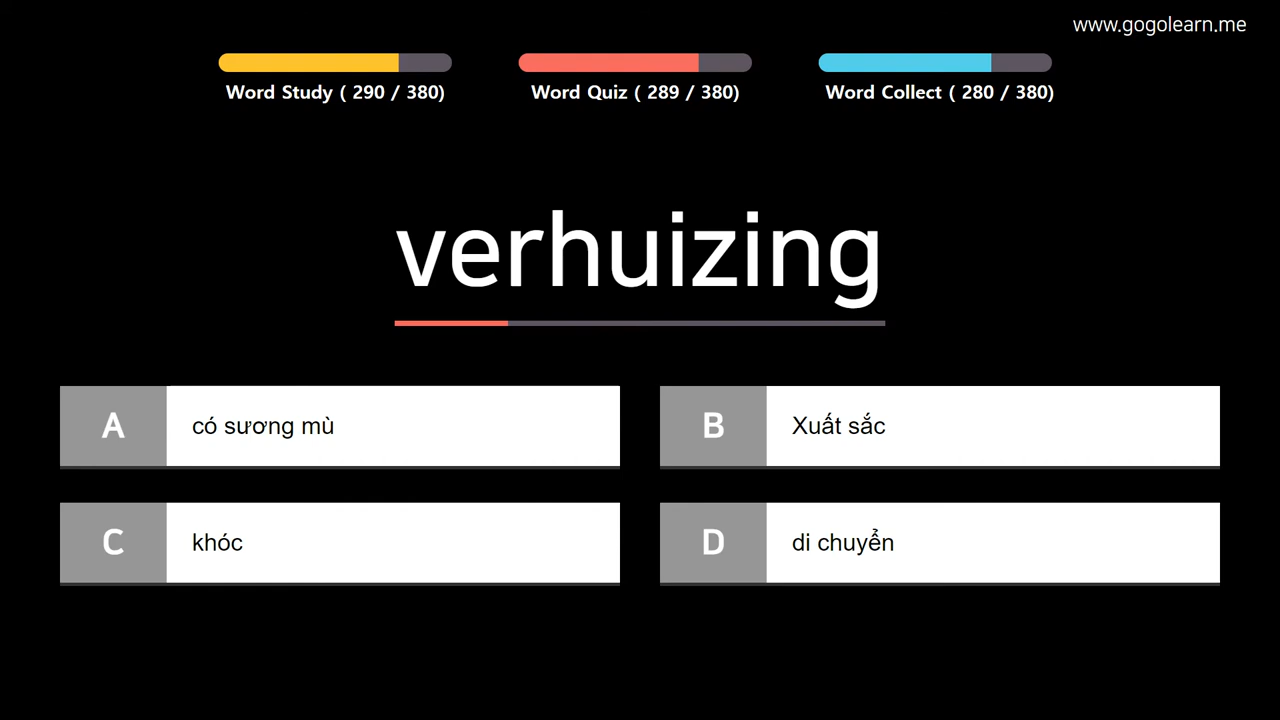 www.gogolearn.me
Word Study ( 290 / 380)
Word Quiz ( 289 / 380)
Word Collect ( 280 / 380)
verhuizing
A có sương mù
B Xuất sắc
C khóc
D di chuyển